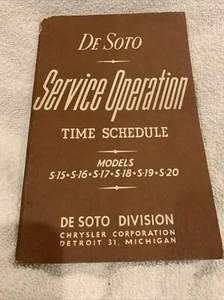 DE SOTO
Service Operation
TIME SCHEDULE
MODELS
S-15•S-16•S-17•S-18•S-19•S-20
DE SOTO DIVISION
CHRYSLER CORPORATION
DETROIT 31, MICHIGAN